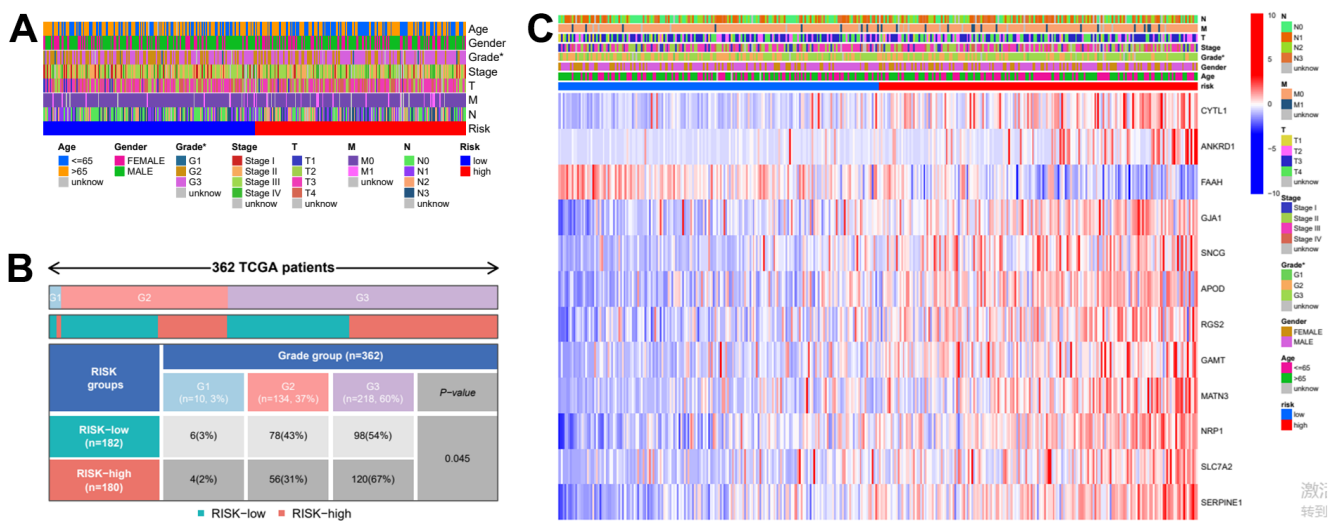 A
Age
Gender
Grade*
Stage
T
M
N
Risk
Age
<=65
>65
unknow
Gender
FEMALE
MALE
Grade*
G1
G2
G3
unknow
Stage
Stage I
Stage II
Stage III
Stage IV
unknow
T
T1
T2
T3
T4
unknow
M
M0
M1
unknow
N
N0
N1
N2
N3
unknow
Risk
low
high
B
362 TCGA patients
G1
G2
G3
RISK groups
Grade group (n=362)
G1
(n=10, 3%)
G2
(n=134, 37%)
G3
(n=218, 60%)
P-value
RISK-low
(n=182)
6(3%)
78(43%)
98(54%)
0.045
RISK-high
(n=180)
4(2%)
56(31%)
120(67%)
RISK-low
RISK-high
C
N
M
T
Stage
Grade*
Gender
Age
risk
CYTL1
ANKRD1
FAAH
GJA1
SNCG
APOD
RGS2
GAMT
MATN3
NRP1
SLC7A2
SERPINE1
10
5
0
−5
−10
N
N0
N1
N2
N3
unknow
M
M0
M1
unknow
T
T1
T2
T3
T4
unknow
Stage
Stage I
Stage II
Stage III
Stage IV
unknow
Grade*
G1
G2
G3
unknow
Gender
FEMALE
MALE
Age
<=65
>65
unknow
risk
low
high
转到